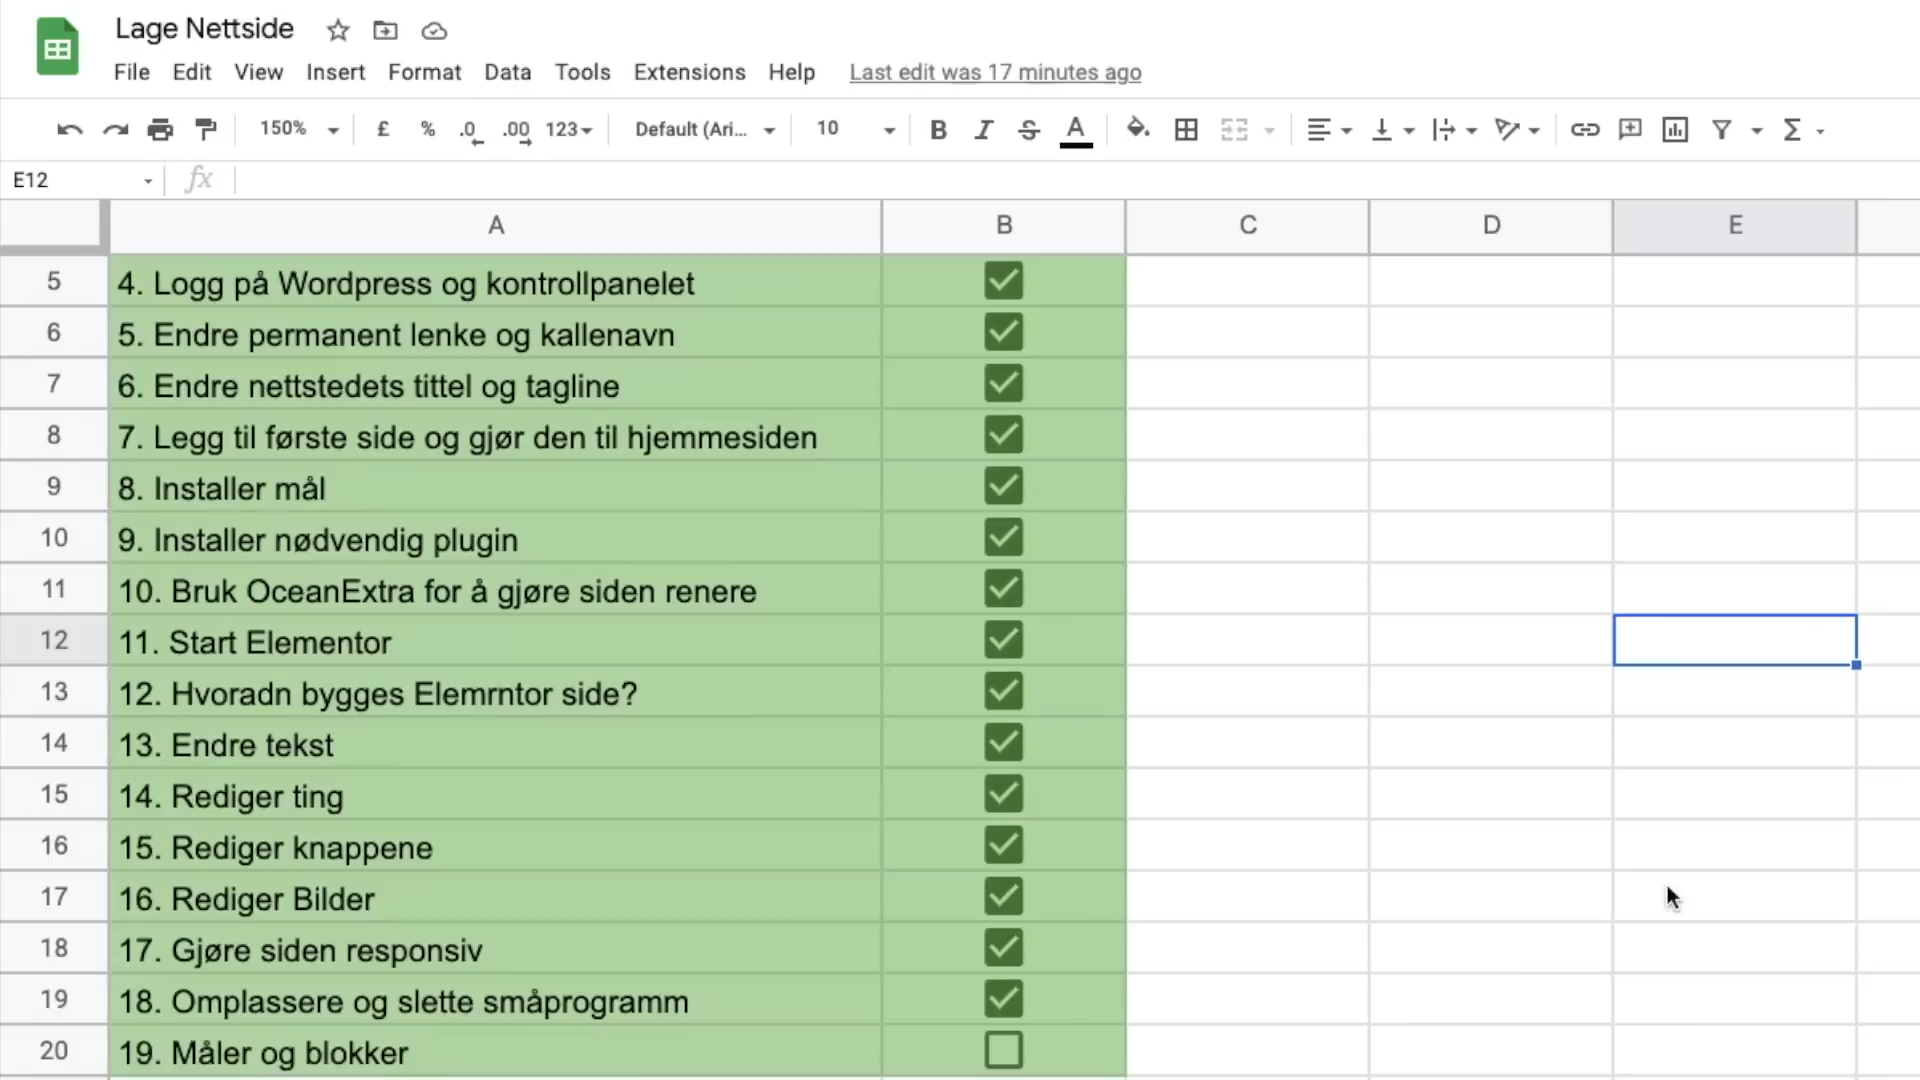 Lage Nettside
File Edit View Insert Format Data Tools Extensions Help Last edit was 17 minutes ago
150% £ % .0 .00 123 Default (Ari... 10 B I S A
E12 fx
A B C D E
5 4. Logg på Wordpress og kontrollpanelet
6 5. Endre permanent lenke og kallenavn
7 6. Endre nettstedets tittel og tagline
8 7. Legg til første side og gjør den til hjemmesiden
9 8. Installer mål
10 9. Installer nødvendig plugin
11 10. Bruk OceanExtra for å gjøre siden renere
12 11. Start Elementor
13 12. Hvoradn bygges Elemrntor side?
14 13. Endre tekst
15 14. Rediger ting
16 15. Rediger knappene
17 16. Rediger Bilder
18 17. Gjøre siden responsiv
19 18. Omplassere og slette småprogramm
20 19. Måler og blokker